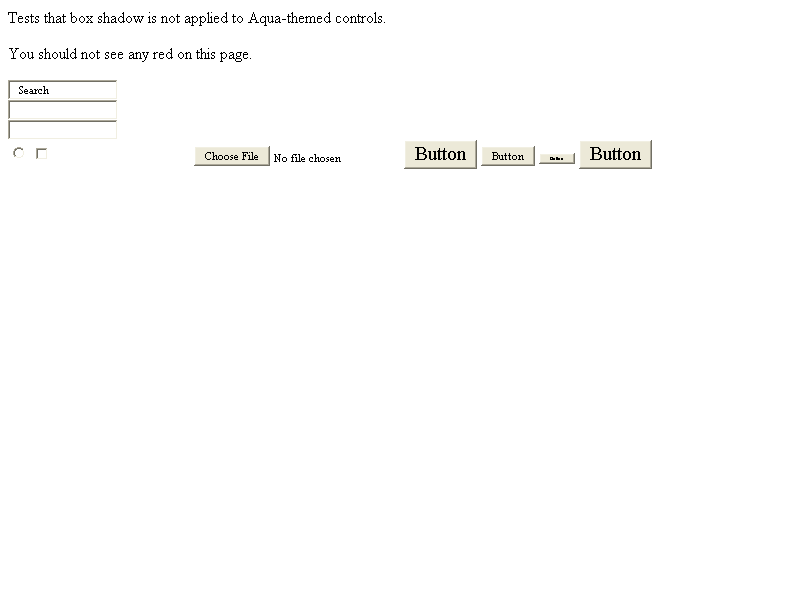 Tests that box shadow is not applied to Aqua-themed controls.
You should not see any red on this page.
Search
Choose File No file chosen Button Button Button Button